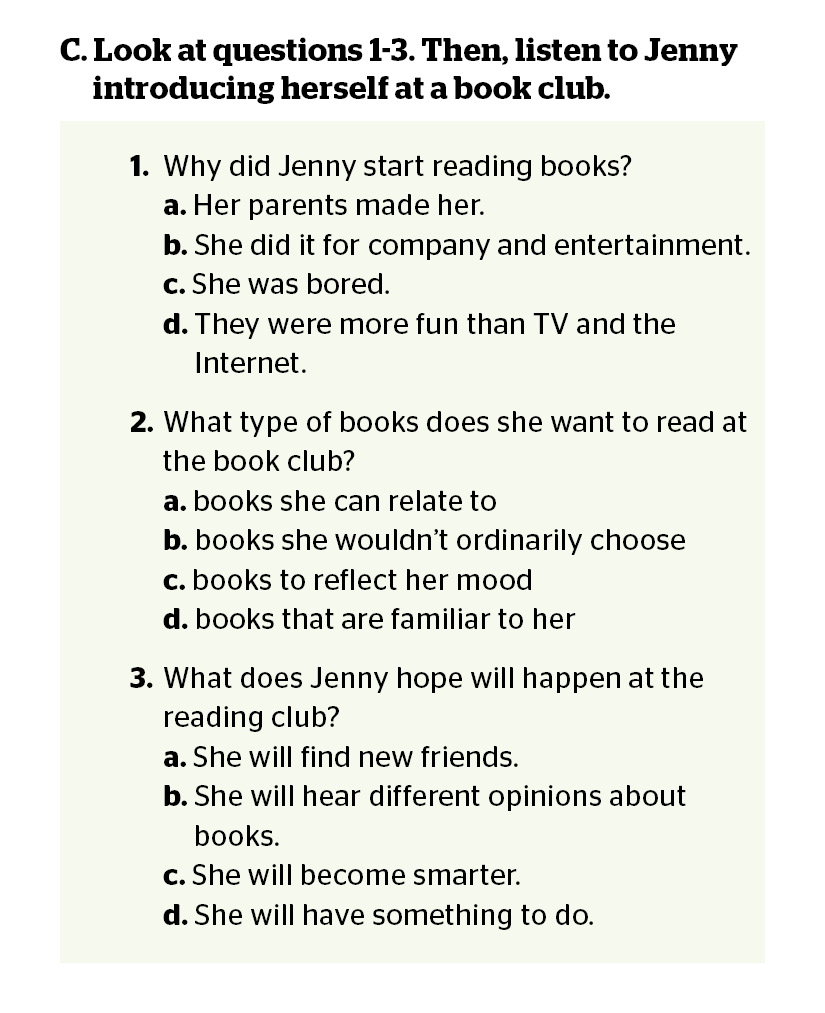 C. Look at questions 1-3. Then, listen to Jenny
introducing herself at a book club.
1. Why did Jenny start reading books?
a. Her parents made her.
b. She did it for company and entertainment.
c. She was bored.
d. They were more fun than TV and the
Internet.
2. What type of books does she want to read at
the book club?
a. books she can relate to
b. books she wouldn't ordinarily choose
c. books to reflect her mood
d. books that are familiar to her
3. What does Jenny hope will happen at the
reading club?
a. She will find new friends.
b. She will hear different opinions about
books.
c. She will become smarter.
d. She will have something to do.